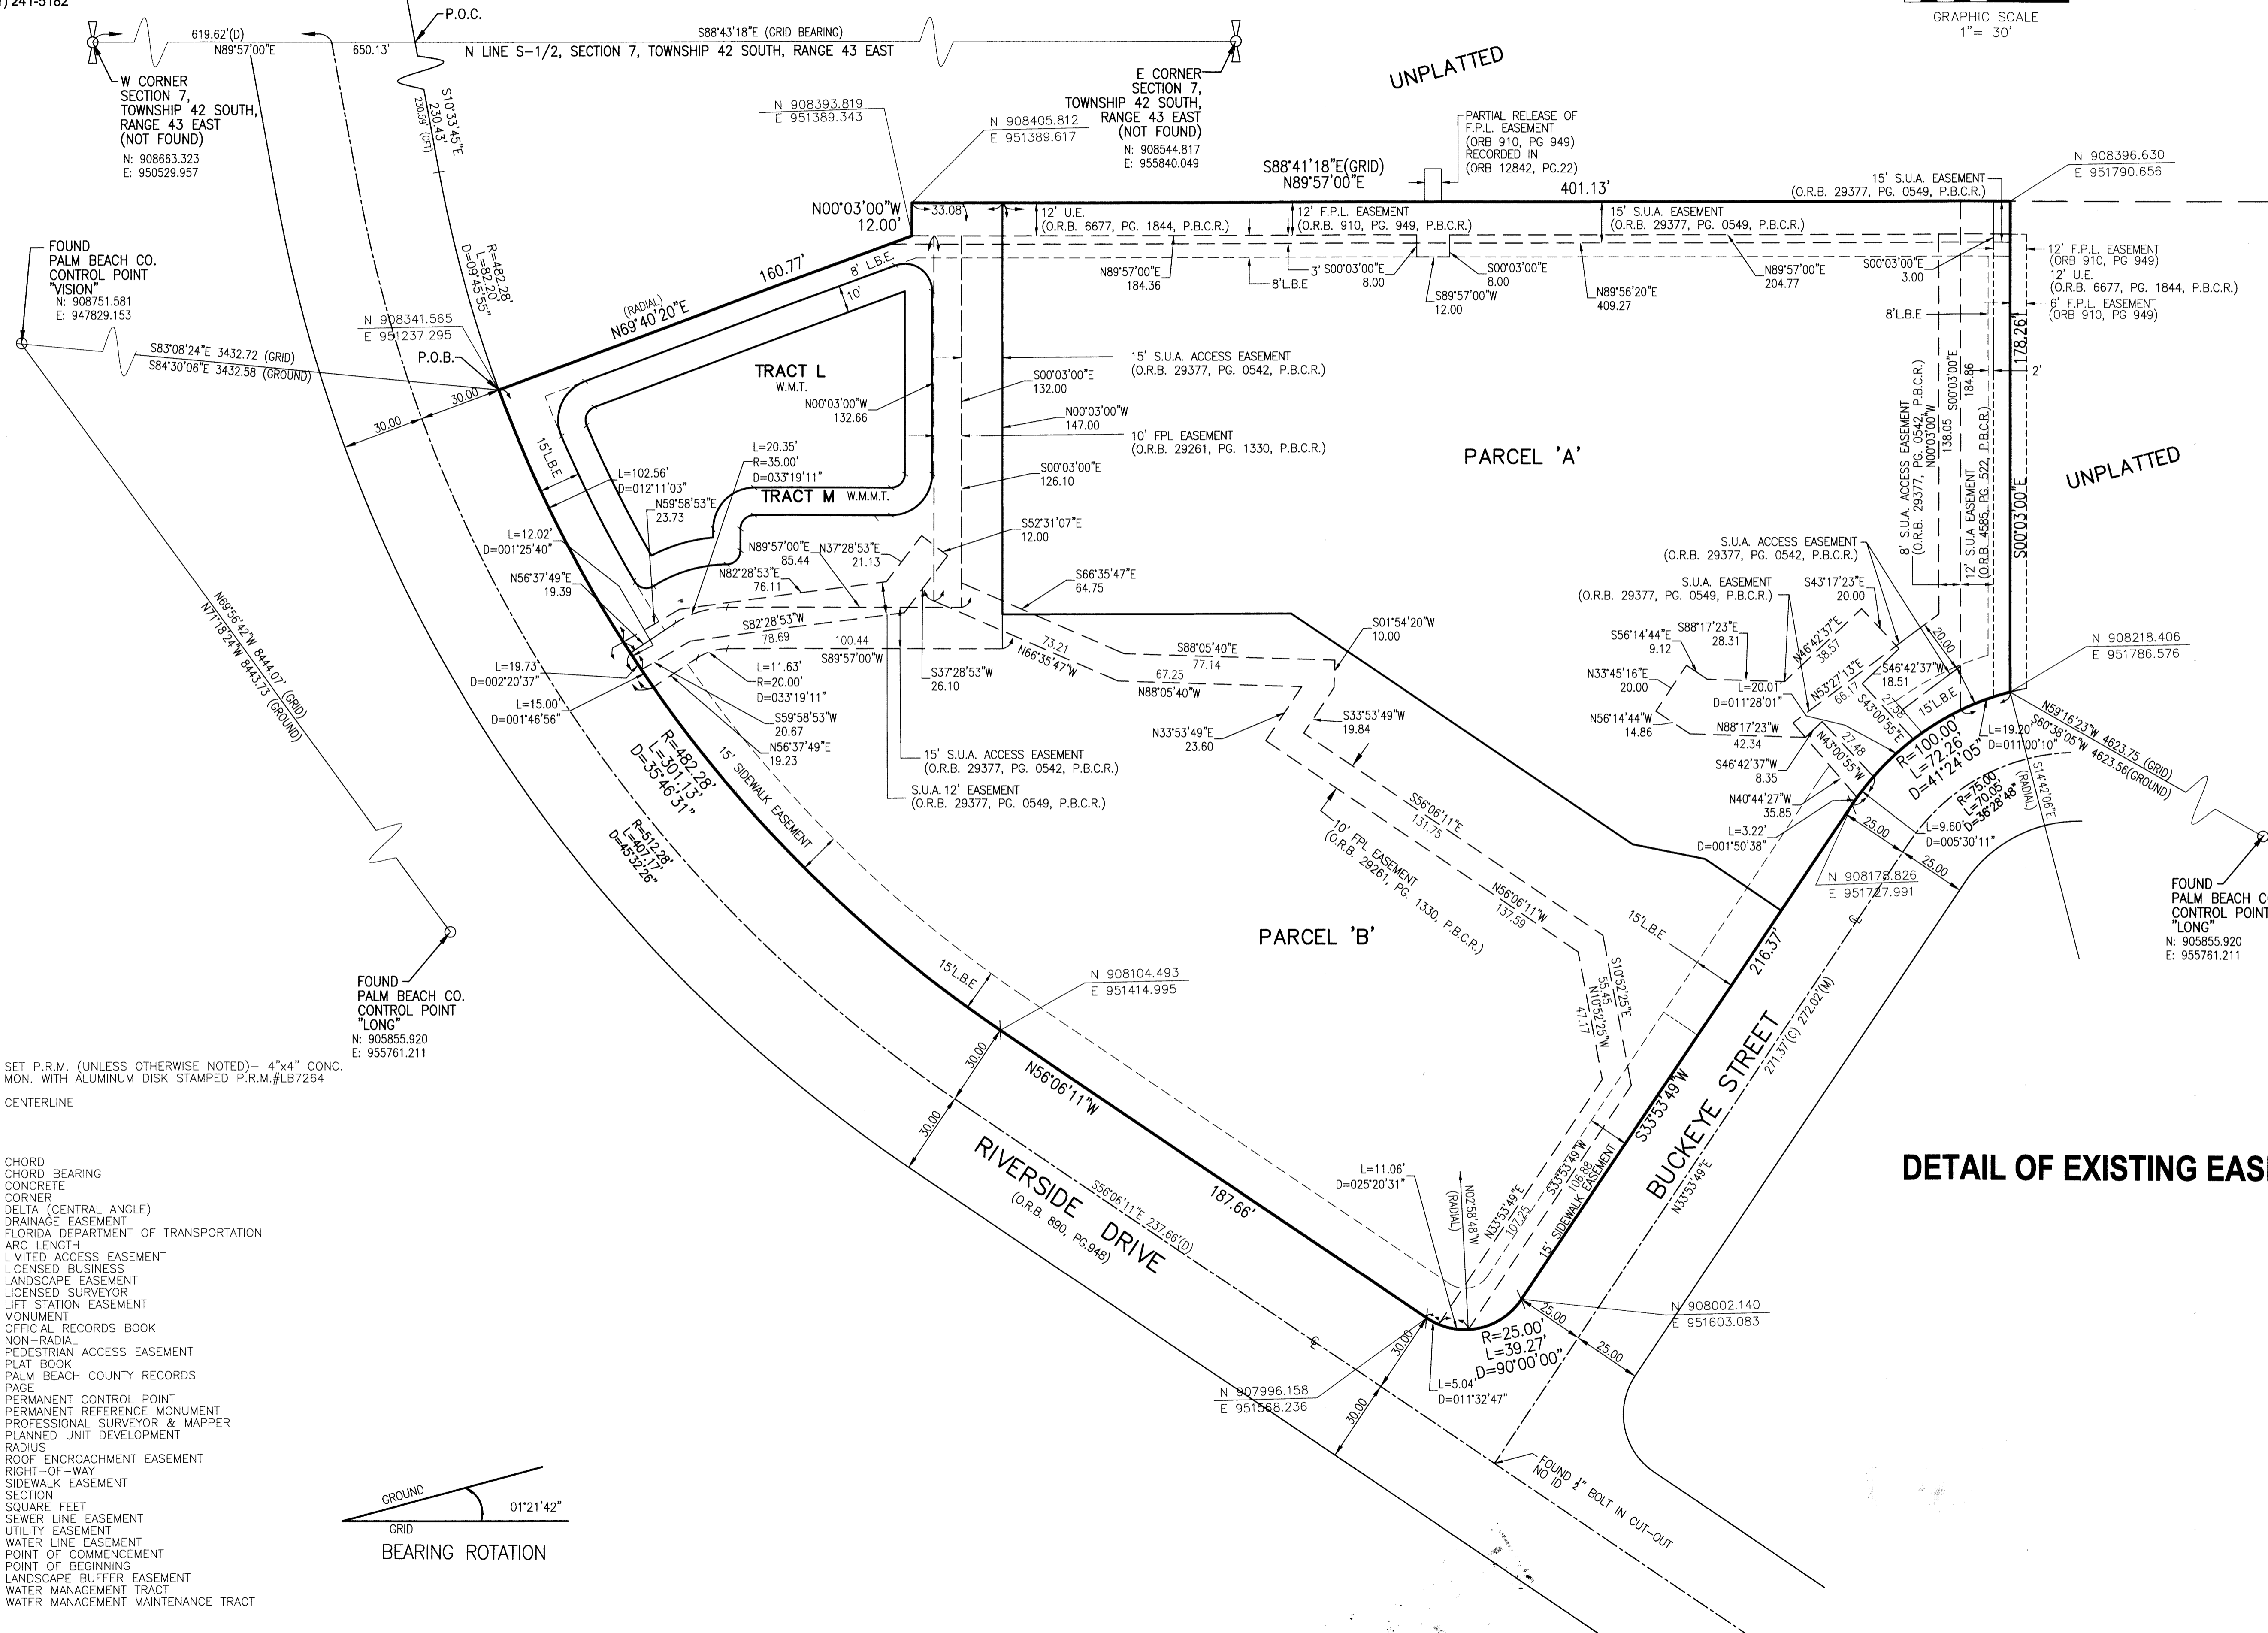 ) 241-5182
P.O.C.
619.62'(D)
N89°57'00"E
650.13'
S88°43'18"E (GRID BEARING)
N LINE S-1/2, SECTION 7, TOWNSHIP 42 SOUTH, RANGE 43 EAST
GRAPHIC SCALE
1"= 30'
W CORNER
SECTION 7,
TOWNSHIP 42 SOUTH,
RANGE 43 EAST
(NOT FOUND)
N: 908663.323
E: 950529.957
S10°33'45"E
230.43'
230.59' (CFT)
E CORNER
SECTION 7,
TOWNSHIP 42 SOUTH,
RANGE 43 EAST
(NOT FOUND)
N: 908544.817
E: 955840.049
UNPLATTED
N 908393.819
E 951389.343
N 908405.812
E 951389.617
PARTIAL RELEASE OF
F.P.L. EASEMENT
(ORB 910, PG 949)
RECORDED IN
(ORB 12842, PG.22)
S88°41'18"E(GRID)
N89°57'00"E
401.13'
15' S.U.A. EASEMENT
(O.R.B. 29377, PG. 0549, P.B.C.R.)
N 908396.630
E 951790.656
N00°03'00"W
12.00'
33.08
12' U.E.
(O.R.B. 6677, PG. 1844, P.B.C.R.)
12' F.P.L. EASEMENT
(O.R.B. 910, PG. 949, P.B.C.R.)
15' S.U.A. EASEMENT
(O.R.B. 29377, PG. 0549, P.B.C.R.)
FOUND
PALM BEACH CO.
CONTROL POINT
"VISION"
N: 908751.581
E: 947829.153
R=482.28'
L=82.20'
D=09°45'55"
160.77'
(RADIAL)
N69°40'20"E
8' L.B.E.
10'
N89°57'00"E
184.36
3'
8'L.B.E
S00°03'00"E
8.00
S00°03'00"E
8.00
S89°57'00"W
12.00
N89°56'20"E
409.27
N89°57'00"E
204.77
S00°03'00"E
3.00
12' F.P.L. EASEMENT
(ORB 910, PG 949)
12' U.E.
(O.R.B. 6677, PG. 1844, P.B.C.R.)
6' F.P.L. EASEMENT
(ORB 910, PG 949)
8'L.B.E
178.26'
2'
N 908341.565
E 951237.295
P.O.B.
S83°08'24"E 3432.72 (GRID)
S84°30'06"E 3432.58 (GROUND)
30.00
30.00
TRACT L
W.M.T.
N00°03'00"W
132.66
15' S.U.A. ACCESS EASEMENT
(O.R.B. 29377, PG. 0542, P.B.C.R.)
S00°03'00"E
132.00
N00°03'00"W
147.00
10' FPL EASEMENT
(O.R.B. 29261, PG. 1330, P.B.C.R.)
S00°03'00"E
126.10
PARCEL 'A'
UNPLATTED
8' S.U.A. ACCESS EASEMENT
(O.R.B. 29377, PG. 0542, P.B.C.R.)
N00°03'00"W
138.05
S00°03'00"E
184.86
12' S.U.A EASEMENT
(O.R.B. 4585, PG. 522, P.B.C.R.)
S00°03'00"E
15'L.B.E
L=102.56'
D=012°11'03"
L=20.35'
R=35.00'
D=033°19'11"
TRACT M W.M.M.T.
N59°58'53"E
23.73
L=12.02'
D=001°25'40"
N56°37'49"E
19.39
N89°57'00"E
85.44
N37°28'53"E
21.13
S52°31'07"E
12.00
N82°28'53"E
76.11
S66°35'47"E
64.75
S82°28'53"W
78.69
100.44
S89°57'00"W
L=19.73'
D=002°20'37"
L=15.00'
D=001°46'56"
L=11.63'
R=20.00'
D=033°19'11"
S59°58'53"W
20.67
N56°37'49"E
19.23
S37°28'53"W
26.10
73.21
N66°35'47"W
S88°05'40"E
77.14
67.25
N88°05'40"W
S01°54'20"W
10.00
S33°53'49"W
19.84
N33°53'49"E
23.60
S.U.A. ACCESS EASEMENT
(O.R.B. 29377, PG. 0542, P.B.C.R.)
S.U.A. EASEMENT
(O.R.B. 29377, PG. 0549, P.B.C.R.)
S43°17'23"E
20.00
S56°14'44"E
9.12
S88°17'23"E
28.31
N46°42'37"E
38.57
20.00
S46°42'37"W
18.51
N33°45'16"E
20.00
L=20.01'
D=011°28'01"
N53°27'13"E
66.17
27.58
S43°00'55"E
15'L.B.E
N56°14'44"W
14.86
N88°17'23"W
42.34
27.48
N43°00'55"W
S46°42'37"W
8.35
N40°44'27"W
35.85
L=3.22'
D=001°50'38"
L=19.20'
D=011°00'10"
R=100.00'
L=72.26'
D=41°24'05"
R=75.00'
L=70.05'
D=36°28'48"
L=9.60'
D=005°30'11"
25.00
25.00
N 908218.406
E 951786.576
N59°16'23"W 4623.75 (GRID)
S60°38'05"W 4623.56(GROUND)
S14°42'06"E
(RADIAL)
N 908178.826
E 951727.991
FOUND
PALM BEACH C
CONTROL POINT
"LONG"
N: 905855.920
E: 955761.211
N69°56'42"W 8444.07' (GRID)
N71°18'24"W 8443.73 (GROUND)
FOUND
PALM BEACH CO.
CONTROL POINT
"LONG"
N: 905855.920
E: 955761.211
15' S.U.A. ACCESS EASEMENT
(O.R.B. 29377, PG. 0542, P.B.C.R.)
S.U.A. 12' EASEMENT
(O.R.B. 29377, PG. 0549, P.B.C.R.)
15' SIDEWALK EASEMENT
R=482.28'
L=301.13'
D=35°46'31"
R=512.28'
L=407.17'
D=45°32'26"
S56°06'11"E
131.75
10' FPL EASEMENT
(O.R.B. 29261, PG. 1330, P.B.C.R.)
N56°06'11"W
137.59
PARCEL 'B'
15'L.B.E
15'L.B.E
216.37'
S10°52'25"E
55.45
N10°52'25"W
47.17
N 908104.493
E 951414.995
30.00
30.00
N56°06'11"W
187.66'
RIVERSIDE DRIVE
(O.R.B. 890, PG.948)
S56°06'11"E 237.66'(D)
BUCKEYE STREET
271.37'(C) 272.02'(M)
N33°53'49"E
S33°53'49"W
S33°53'49"W
106.88
15' SIDEWALK EASEMENT
N33°53'49"E
107.25
L=11.06'
D=025°20'31"
N02°58'48"W
(RADIAL)
DETAIL OF EXISTING EAS
N 908002.140
E 951603.083
25.00
25.00
R=25.00'
L=39.27'
D=90°00'00"
L=5.04'
D=011°32'47"
N 907996.158
E 951568.236
30.00
30.00
FOUND 1/2" BOLT IN CUT-OUT
NO ID
SET P.R.M. (UNLESS OTHERWISE NOTED)- 4"x4" CONC.
MON. WITH ALUMINUM DISK STAMPED P.R.M.#LB7264
CENTERLINE
CHORD
CHORD BEARING
CONCRETE
CORNER
DELTA (CENTRAL ANGLE)
DRAINAGE EASEMENT
FLORIDA DEPARTMENT OF TRANSPORTATION
ARC LENGTH
LIMITED ACCESS EASEMENT
LICENSED BUSINESS
LANDSCAPE EASEMENT
LICENSED SURVEYOR
LIFT STATION EASEMENT
MONUMENT
OFFICIAL RECORDS BOOK
NON-RADIAL
PEDESTRIAN ACCESS EASEMENT
PLAT BOOK
PALM BEACH COUNTY RECORDS
PAGE
PERMANENT CONTROL POINT
PERMANENT REFERENCE MONUMENT
PROFESSIONAL SURVEYOR & MAPPER
PLANNED UNIT DEVELOPMENT
RADIUS
ROOF ENCROACHMENT EASEMENT
RIGHT-OF-WAY
SIDEWALK EASEMENT
SECTION
SQUARE FEET
SEWER LINE EASEMENT
UTILITY EASEMENT
WATER LINE EASEMENT
POINT OF COMMENCEMENT
POINT OF BEGINNING
LANDSCAPE BUFFER EASEMENT
WATER MANAGEMENT TRACT
WATER MANAGEMENT MAINTENANCE TRACT
GROUND
GRID
01°21'42"
BEARING ROTATION